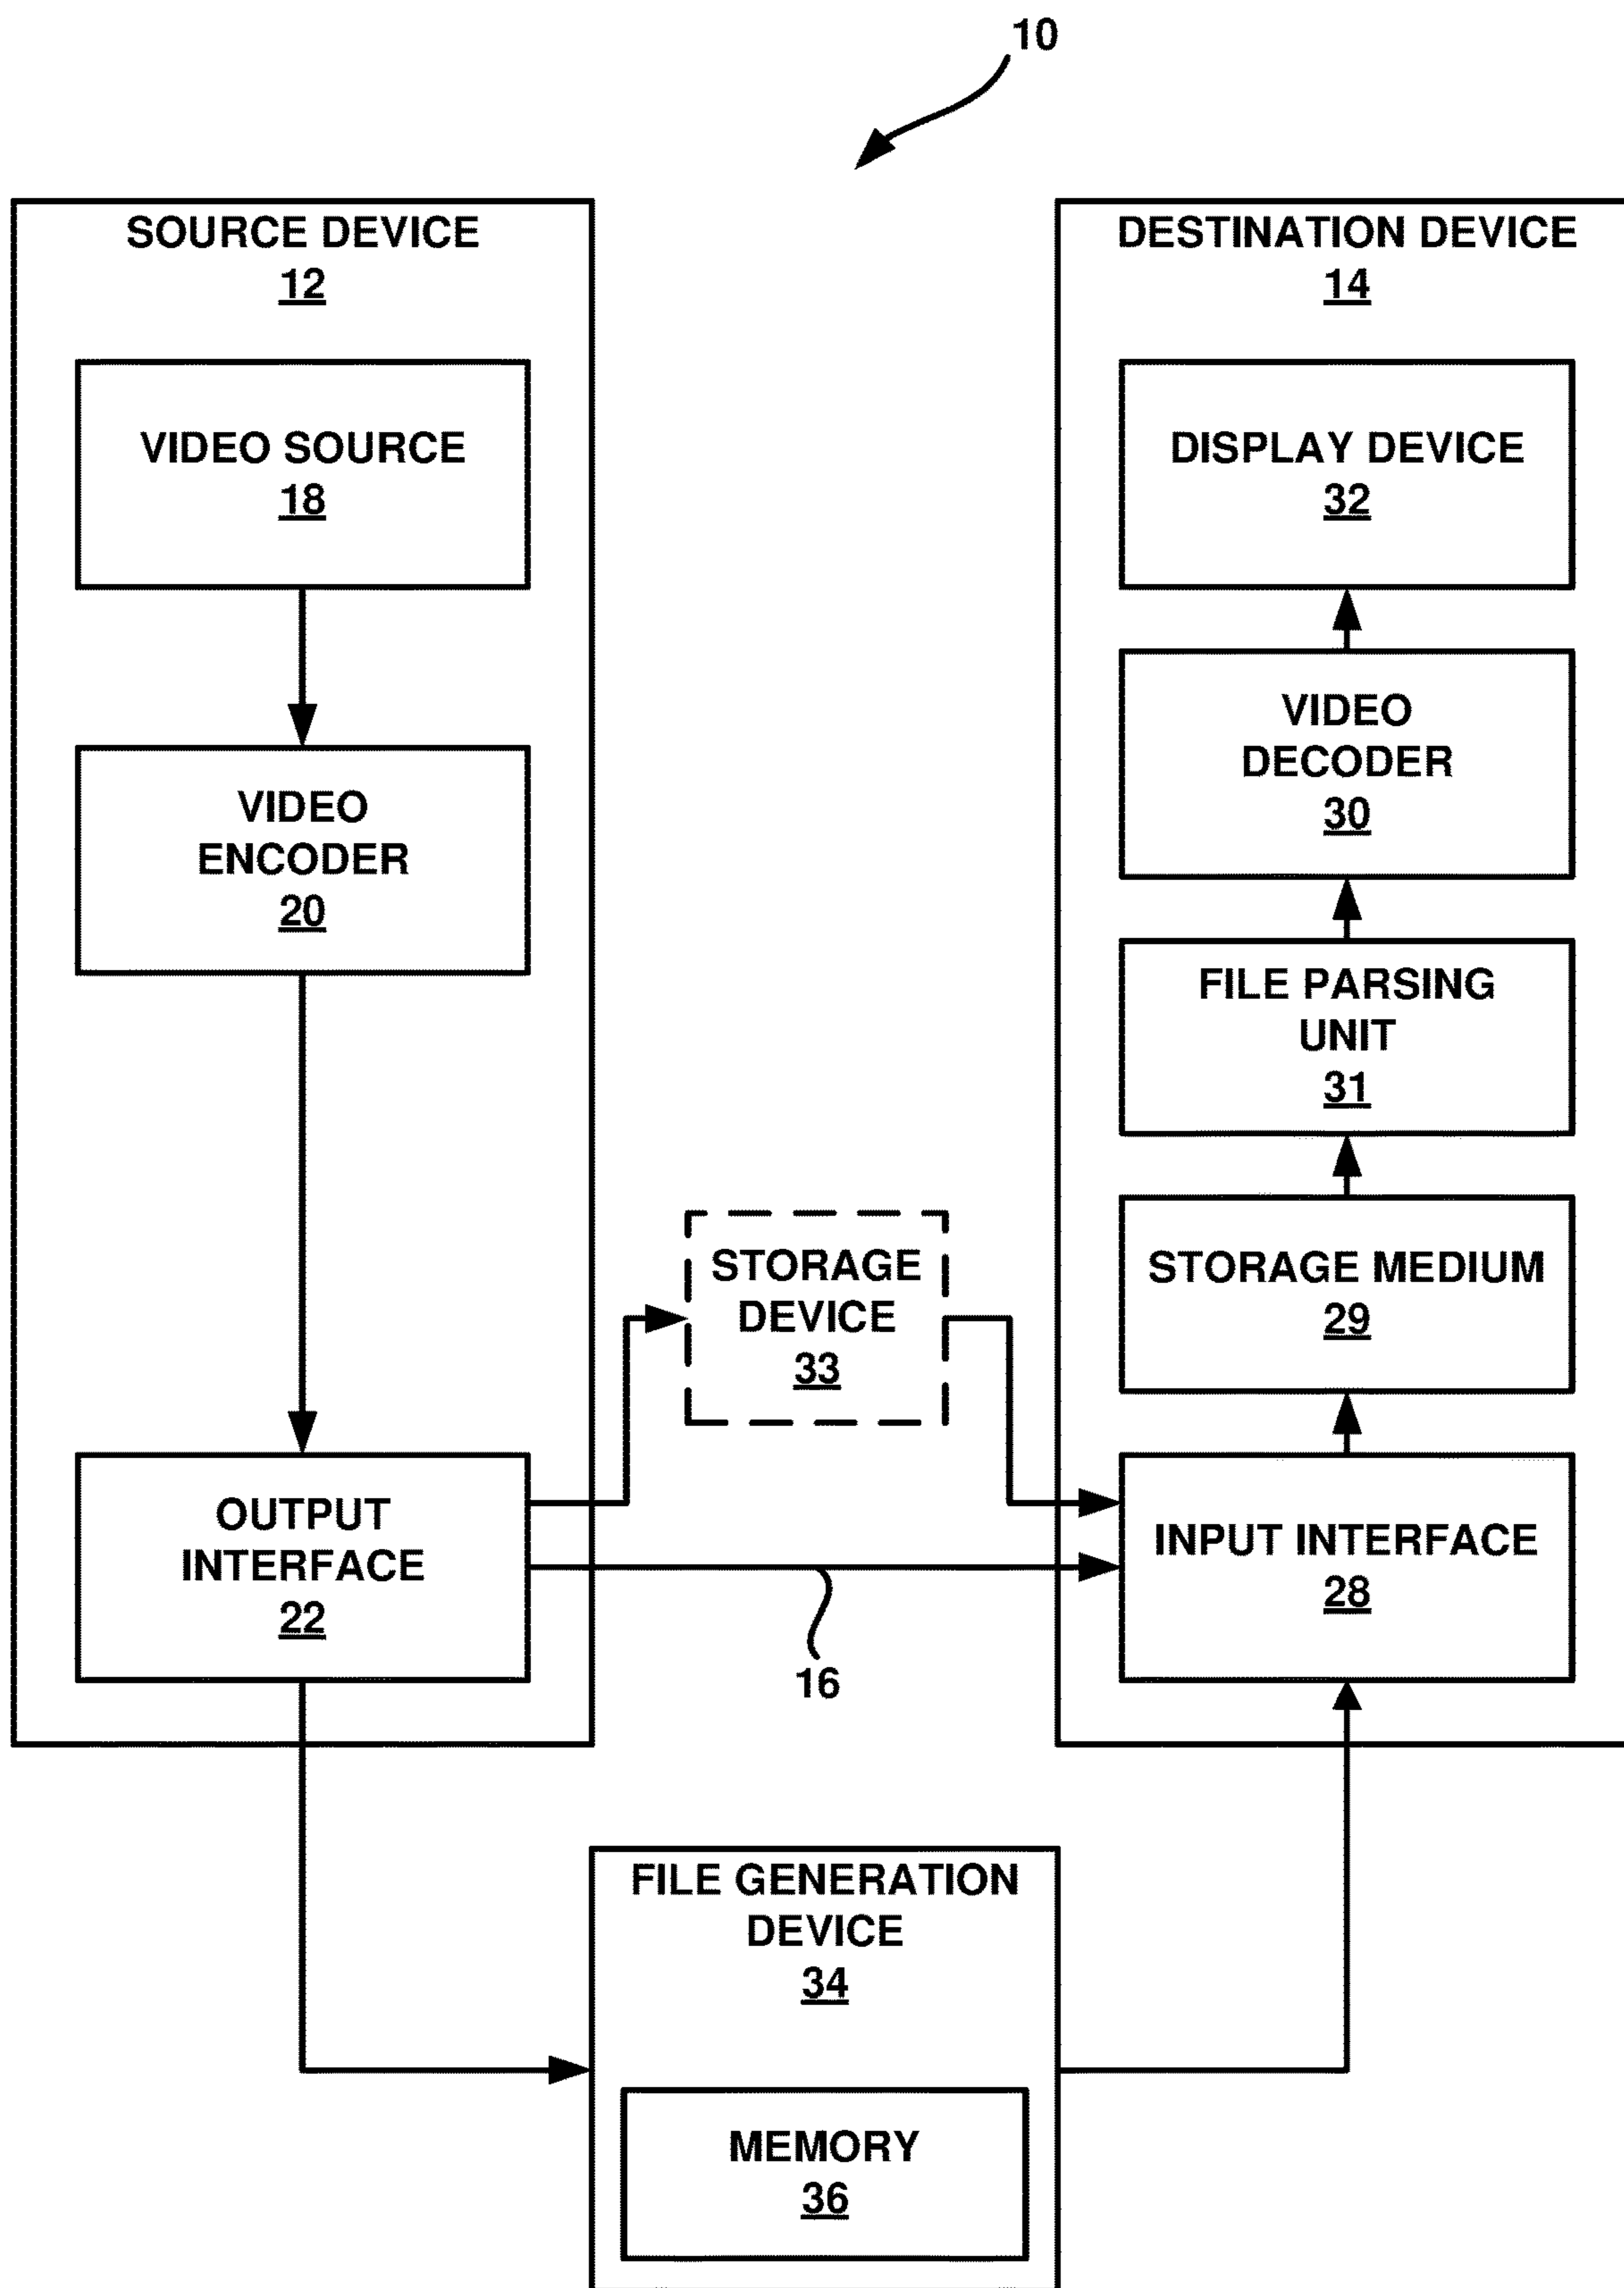 10
SOURCE DEVICE
12
VIDEO SOURCE
18
VIDEO
ENCODER
20
OUTPUT
INTERFACE
22
STORAGE
DEVICE
33
16
DESTINATION DEVICE
14
DISPLAY DEVICE
32
VIDEO
DECODER
30
FILE PARSING
UNIT
31
STORAGE MEDIUM
29
INPUT INTERFACE
28
FILE GENERATION
DEVICE
34
MEMORY
36